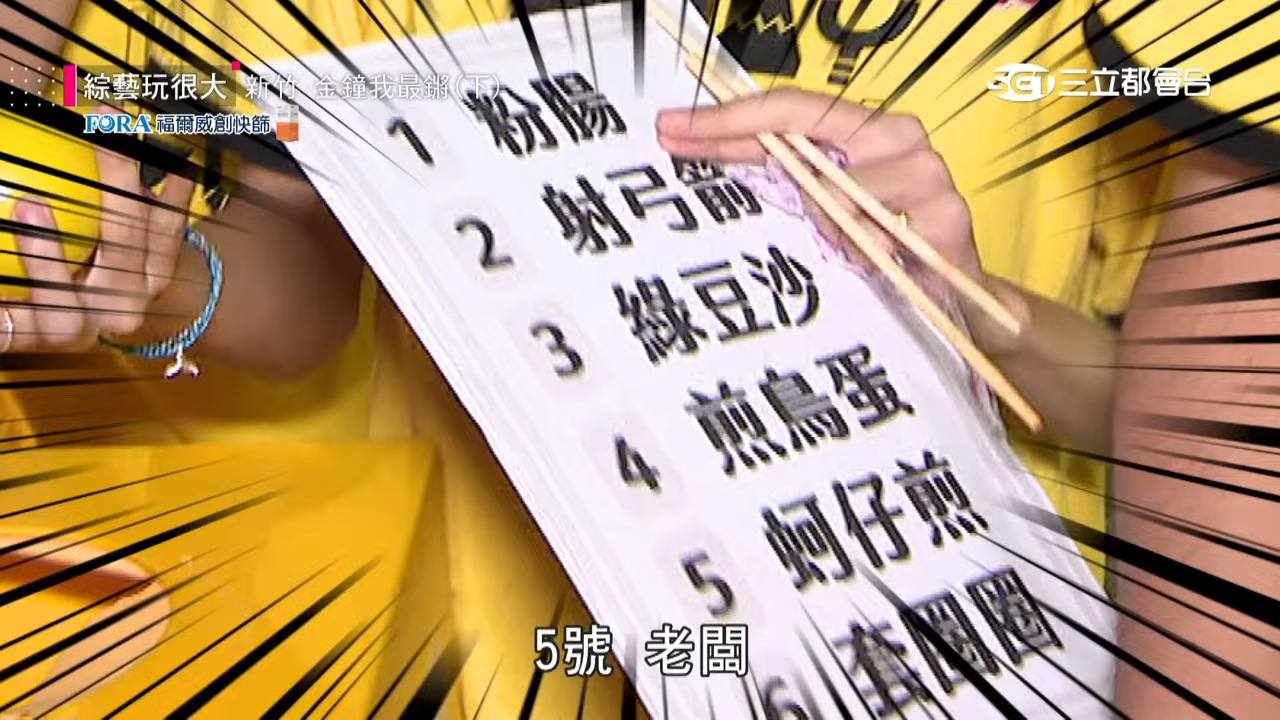 綜藝玩很大 新竹 金鐘我最鏘(下)
FORA 福爾威創快篩
SET 三立都會台
1 粉腸
2 射弓箭
3 綠豆沙
4 煎鳥蛋
5 蚵仔煎
6 套圈圈
5號 老闆